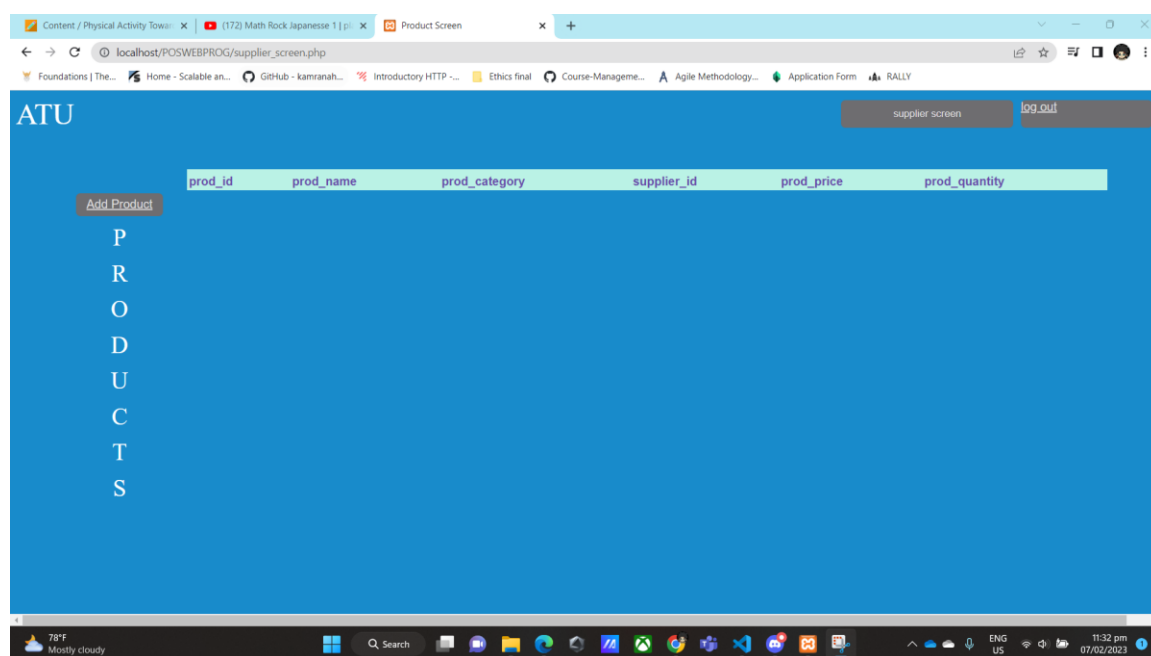 Content / Physical Activity Towar
(172) Math Rock Japanesse 1 | pl
Product Screen
localhost/POSWEBPROG/supplier_screen.php
Foundations | The...
Home - Scalable an...
GitHub - kamranah...
Introductory HTTP -...
Ethics final
Course-Manageme...
Agile Methodology...
Application Form
RALLY
ATU
supplier screen
log out
prod_id prod_name prod_category supplier_id prod_price prod_quantity
Add Product
P
R
O
D
U
C
T
S
78°F
Mostly cloudy
Search
ENG
US
11:32 pm
07/02/2023
1